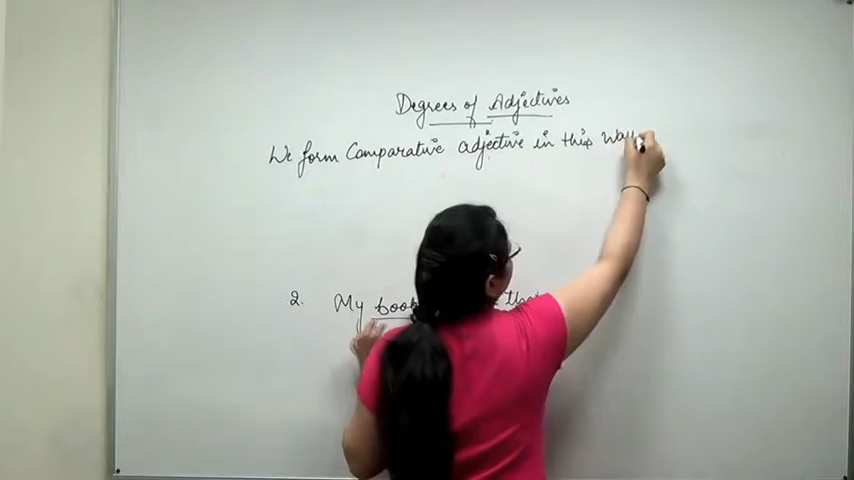 Degrees of Adjectives
We form Comparative adjective in this way
2. My book